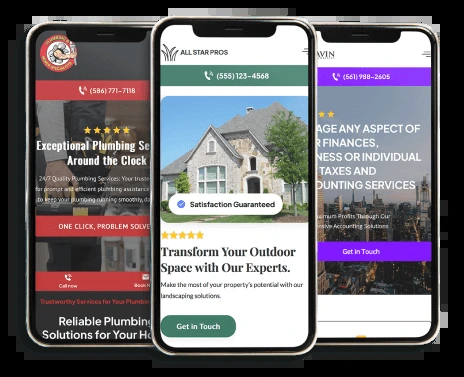 (586) 771-7118
Exceptional Plumbing Se
Around the Clock
24/7 Quality Plumbing Services: Your truste
for prompt and efficient plumbing assistance
to keep your plumbing running smoothly, da
ONE CLICK, PROBLEM SOLVE
Call now
Book N
Trustworthy Services for Your Plumbin
Reliable Plumbing
Solutions for Your Ho
ALL STAR PROS
(555) 123-4568
Satisfaction Guaranteed
Transform Your Outdoor
Space with Our Experts.
Make the most of your property's potential with our
landscaping solutions.
Get in Touch
AVIN
(561) 988-2605
AGE ANY ASPECT OF
R FINANCES,
NESS OR INDIVIDUAL
TAXES AND
OUNTING SERVICES
ximum Profits Through Our
ensive Accounting Solutions
Get in Touch